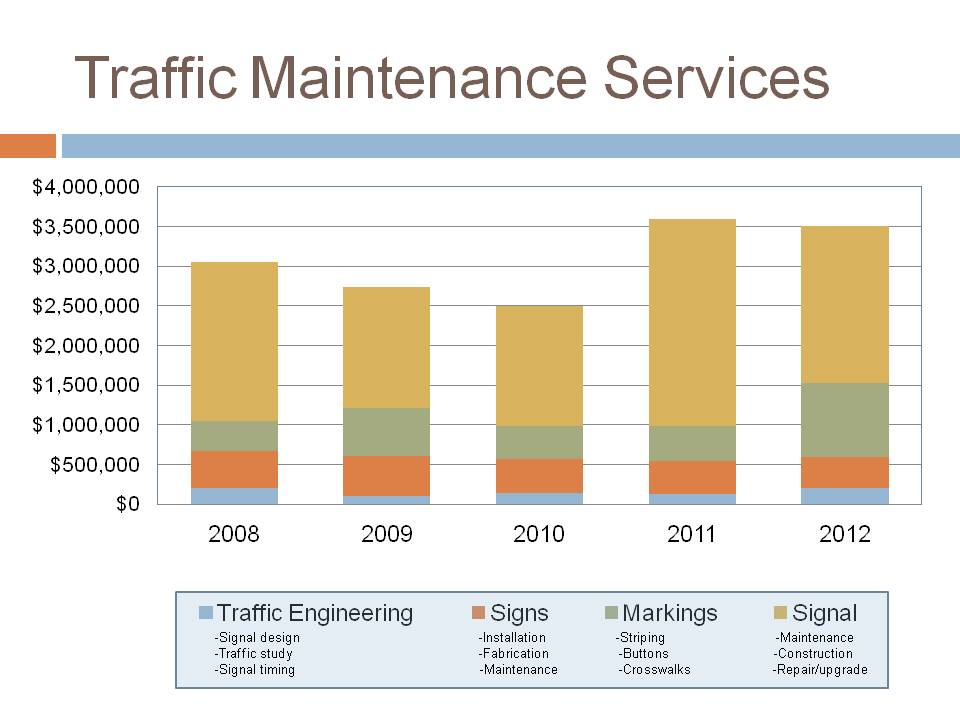 Traffic Maintenance Services
$4,000,000
$3,500,000
$3,000,000
$2,500,000
$2,000,000
$1,500,000
$1,000,000
$500,000
$0
2008 2009 2010 2011 2012
Traffic Engineering Signs Markings Signal
-Signal design -Installation -Striping -Maintenance
-Traffic study -Fabrication -Buttons -Construction
-Signal timing -Maintenance -Crosswalks -Repair/upgrade